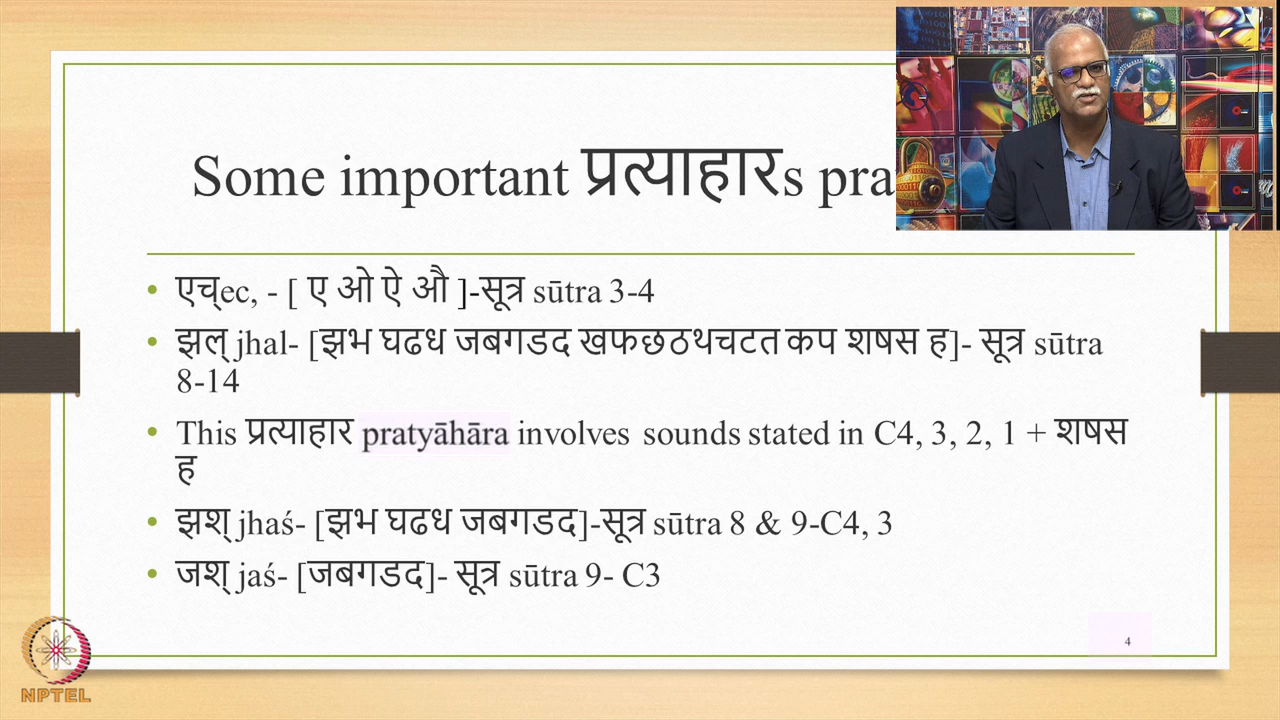 Some important प्रत्याहारs pra
एच्ec, - [ ए ओ ऐ औ ]-सूत्र sūtra 3-4
झल् jhal- [झभ घढध जबगडद खफछठथचटत कप शषस ह]- सूत्र sūtra
8-14
This प्रत्याहार pratyāhāra involves sounds stated in C4, 3, 2, 1 + शषस
ह
झश् jhaś- [झभ घढध जबगडद]-सूत्र sūtra 8 & 9-C4, 3
जश् jaś- [जबगडद]- सूत्र sūtra 9- C3
4
NPTEL